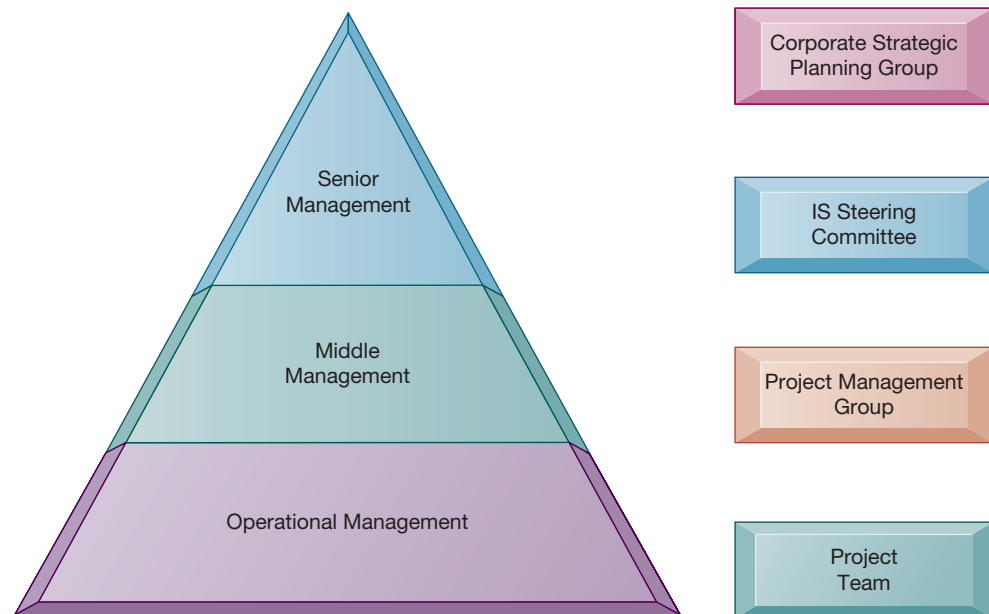 Senior
Management
Middle
Management
Operational Management
Corporate Strategic
Planning Group
IS Steering
Committee
Project Management
Group
Project
Team